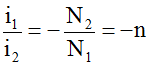 i₁/i₂ = −N₂/N₁ = −n